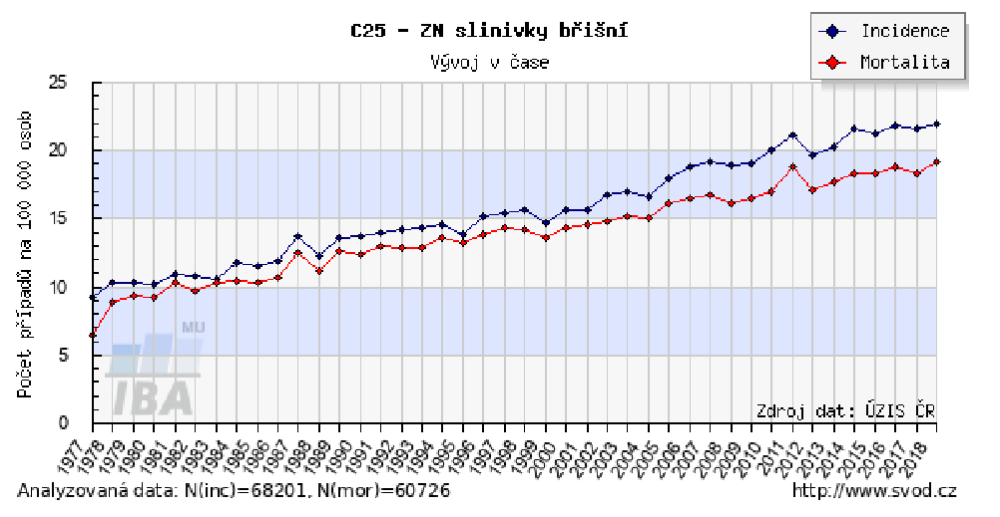 C25 - ZN slinivky břišní
Vývoj v čase
Incidence
Mortalita
Počet případů na 100 000 osob
25
20
15
10
5
0
MU
IBA
Zdroj dat: ÚZIS ČR
1977 1978 1979 1980 1981 1982 1983 1984 1985 1986 1987 1988 1989 1990 1991 1992 1993 1994 1995 1996 1997 1998 1999 2000 2001 2002 2003 2004 2005 2006 2007 2008 2009 2010 2011 2012 2013 2014 2015 2016 2017 2018
Analyzovaná data: N(inc)=68201, N(mor)=60726
http://www.svod.cz